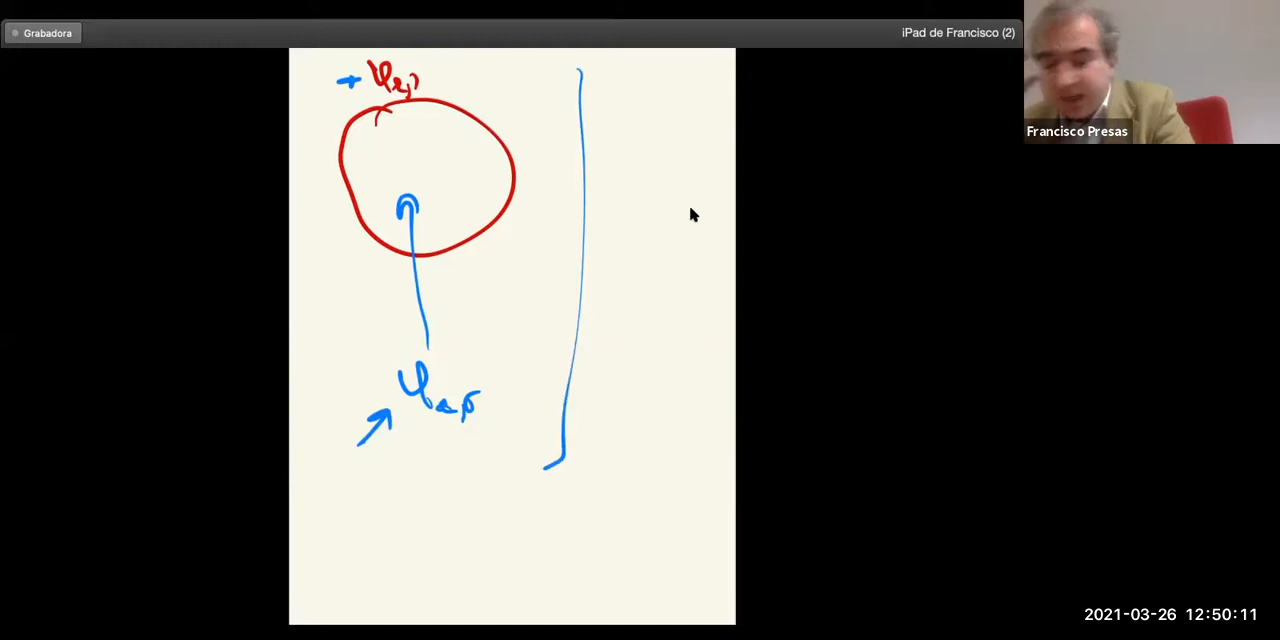 Grabadora
iPad de Francisco (2)
Francisco Presas
+ φ
φ
2021-03-26 12:50:11